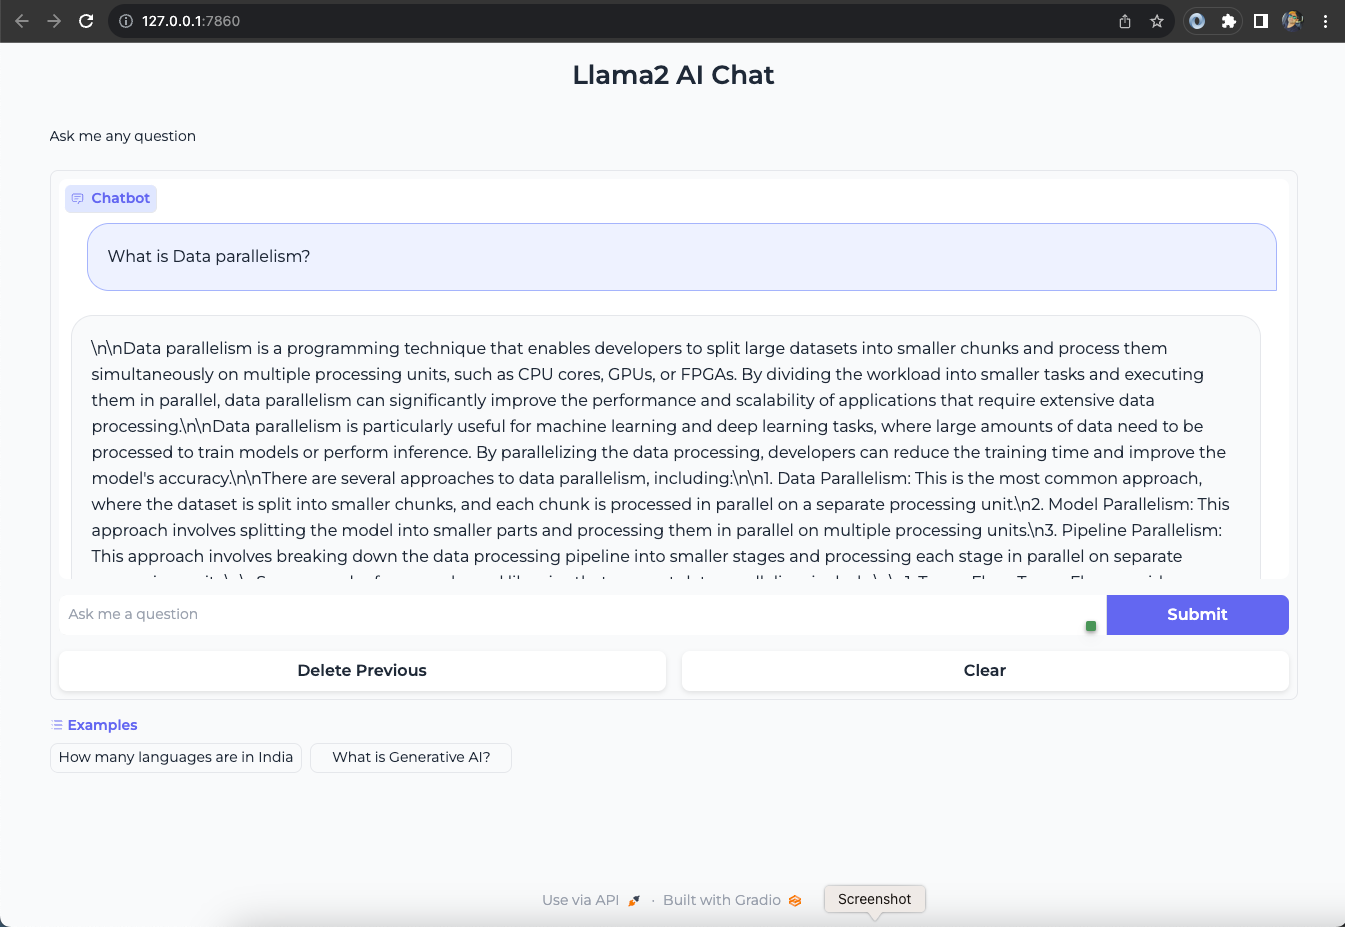 127.0.0.1:7860
Llama2 AI Chat
Ask me any question
Chatbot
What is Data parallelism?
\n\nData parallelism is a programming technique that enables developers to split large datasets into smaller chunks and process them
simultaneously on multiple processing units, such as CPU cores, GPUs, or FPGAs. By dividing the workload into smaller tasks and executing
them in parallel, data parallelism can significantly improve the performance and scalability of applications that require extensive data
processing.\n\nData parallelism is particularly useful for machine learning and deep learning tasks, where large amounts of data need to be
processed to train models or perform inference. By parallelizing the data processing, developers can reduce the training time and improve the
model's accuracy.\n\nThere are several approaches to data parallelism, including:\n\n1. Data Parallelism: This is the most common approach,
where the dataset is split into smaller chunks, and each chunk is processed in parallel on a separate processing unit.\n2. Model Parallelism: This
approach involves splitting the model into smaller parts and processing them in parallel on multiple processing units.\n3. Pipeline Parallelism:
This approach involves breaking down the data processing pipeline into smaller stages and processing each stage in parallel on separate
Ask me a question
Submit
Delete Previous
Clear
Examples
How many languages are in India
What is Generative AI?
Use via API
·
Built with Gradio
Screenshot